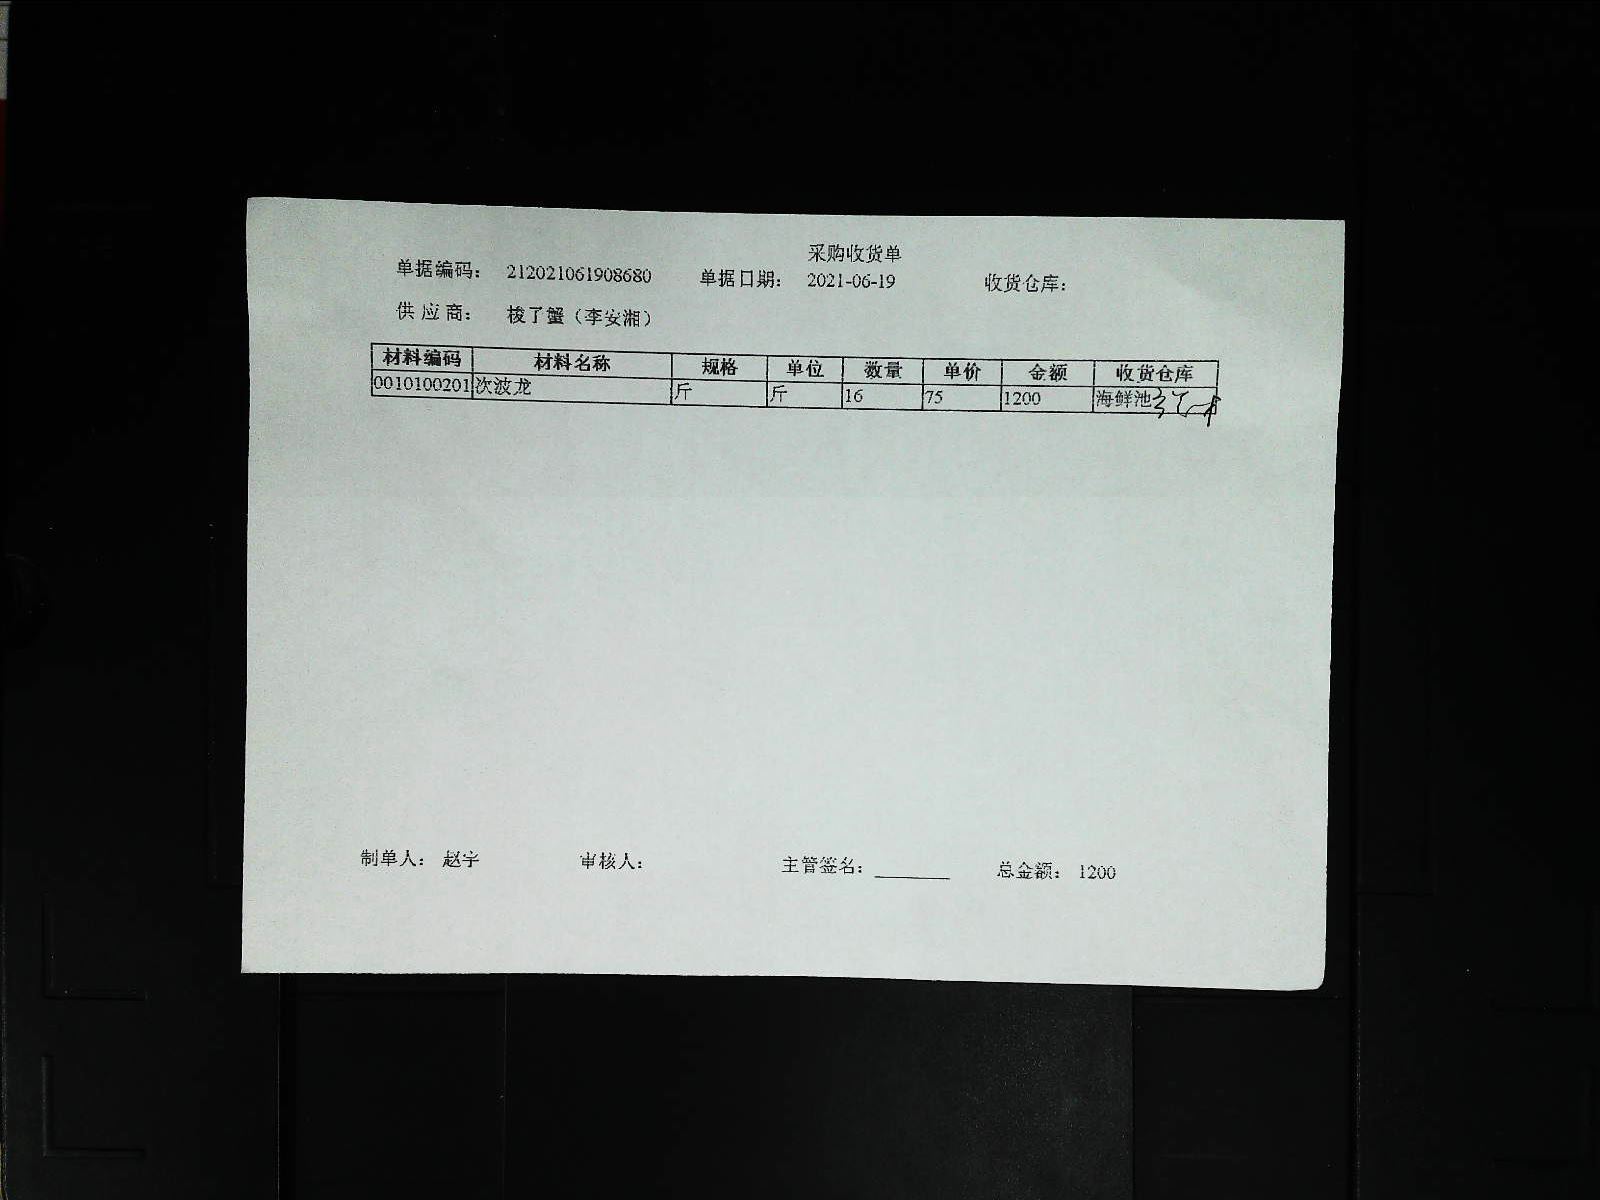 采购收货单
单据编码： 212021061908680 单据日期： 2021-06-19 收货仓库：
供 应 商： 梭了蟹（李安湘）
材料编码 材料名称 规格 单位 数量 单价 金额 收货仓库
0010100201 次波龙 斤 斤 16 75 1200 海鲜池
制单人： 赵宇 审核人： 主管签名： 总金额： 1200